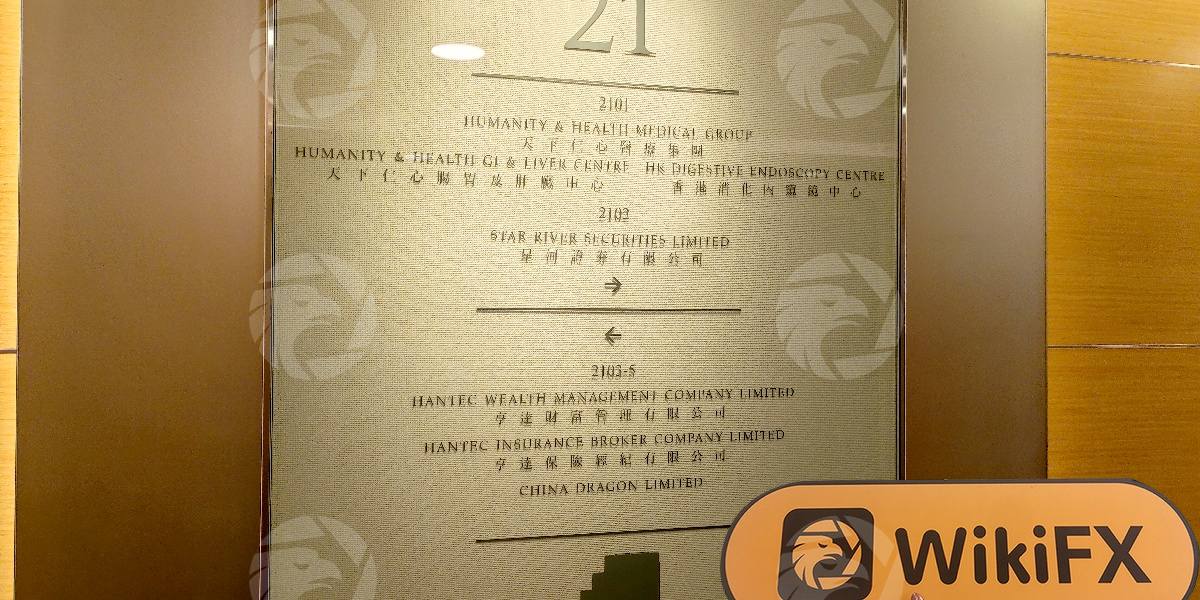 21
2101
HUMANITY & HEALTH MEDICAL GROUP
天下仁心醫療集團
HUMANITY & HEALTH GI & LIVER CENTRE HK DIGESTIVE ENDOSCOPY CENTRE
天下仁心腸胃及肝臟中心 香港消化內窺鏡中心
2102
STAR RIVER SECURITIES LIMITED
星河證券有限公司
→
←
2103-5
HANTEC WEALTH MANAGEMENT COMPANY LIMITED
亨達財富管理有限公司
HANTEC INSURANCE BROKER COMPANY LIMITED
亨達保險經紀有限公司
CHINA DRAGON LIMITED
WikiFX